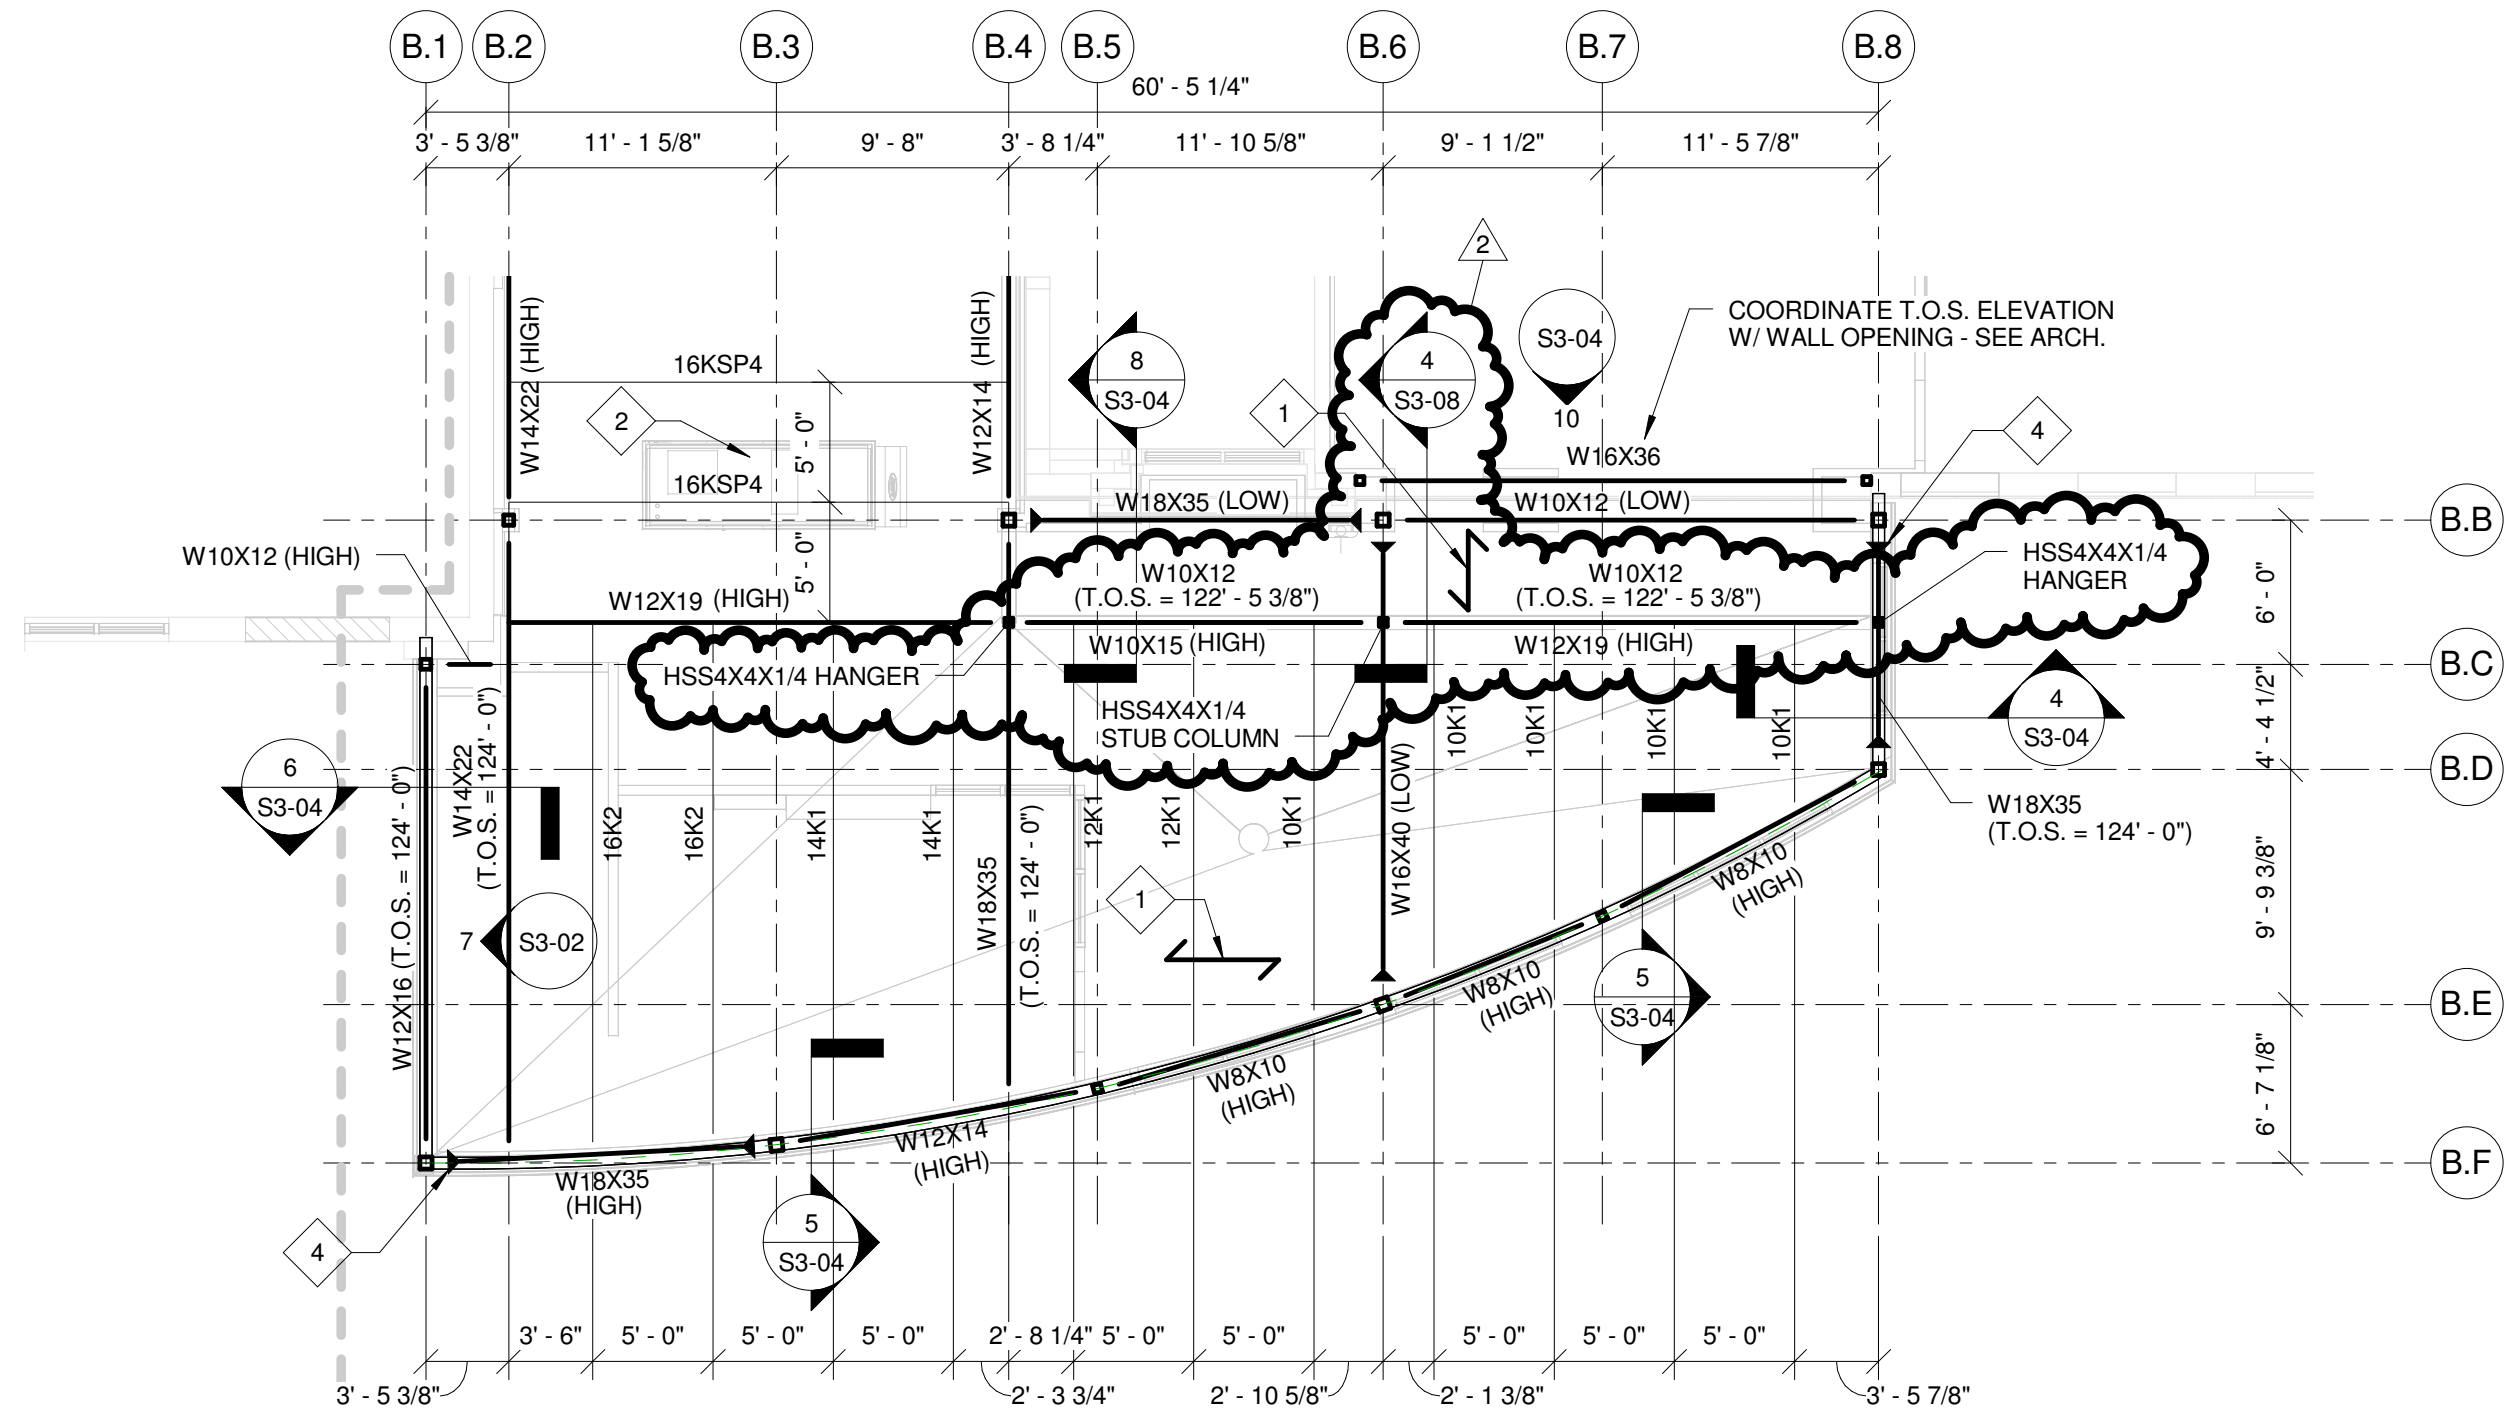 B.1
B.2
B.3
B.4
B.5
B.6
B.7
B.8
60' - 5 1/4"
3' - 5 3/8"
11' - 1 5/8"
9' - 8"
3' - 8 1/4"
11' - 10 5/8"
9' - 1 1/2"
11' - 5 7/8"
2
COORDINATE T.O.S. ELEVATION
W/ WALL OPENING - SEE ARCH.
W14X22 (HIGH)
W12X14 (HIGH)
16KSP4
8
S3-04
4
S3-08
S3-04
10
2
1
4
5' - 0"
W16X36
16KSP4
W18X35 (LOW)
W10X12 (LOW)
B.B
W10X12 (HIGH)
5' - 0"
W12X19 (HIGH)
W10X12
(T.O.S. = 122' - 5 3/8")
W10X12
(T.O.S. = 122' - 5 3/8")
HSS4X4X1/4
HANGER
6' - 0"
W10X15 (HIGH)
W12X19 (HIGH)
B.C
HSS4X4X1/4 HANGER
HSS4X4X1/4
STUB COLUMN
4
S3-04
4' - 4 1/2"
10K1
10K1
10K1
10K1
B.D
6
S3-04
W12X16 (T.O.S. = 124' - 0")
W14X22
(T.O.S. = 124' - 0")
16K2
16K2
14K1
14K1
W18X35
(T.O.S. = 124' - 0")
12K1
12K1
10K1
W16X40 (LOW)
W18X35
(T.O.S. = 124' - 0")
9' - 9 3/8"
W8X10
(HIGH)
1
7
S3-02
W8X10
(HIGH)
5
S3-04
B.E
W8X10
(HIGH)
6' - 7 1/8"
W12X14
(HIGH)
B.F
W18X35
(HIGH)
4
5
S3-04
3' - 6"
5' - 0"
5' - 0"
5' - 0"
2' - 8 1/4"
5' - 0"
5' - 0"
5' - 0"
5' - 0"
5' - 0"
3' - 5 3/8"
2' - 3 3/4"
2' - 10 5/8"
2' - 1 3/8"
3' - 5 7/8"